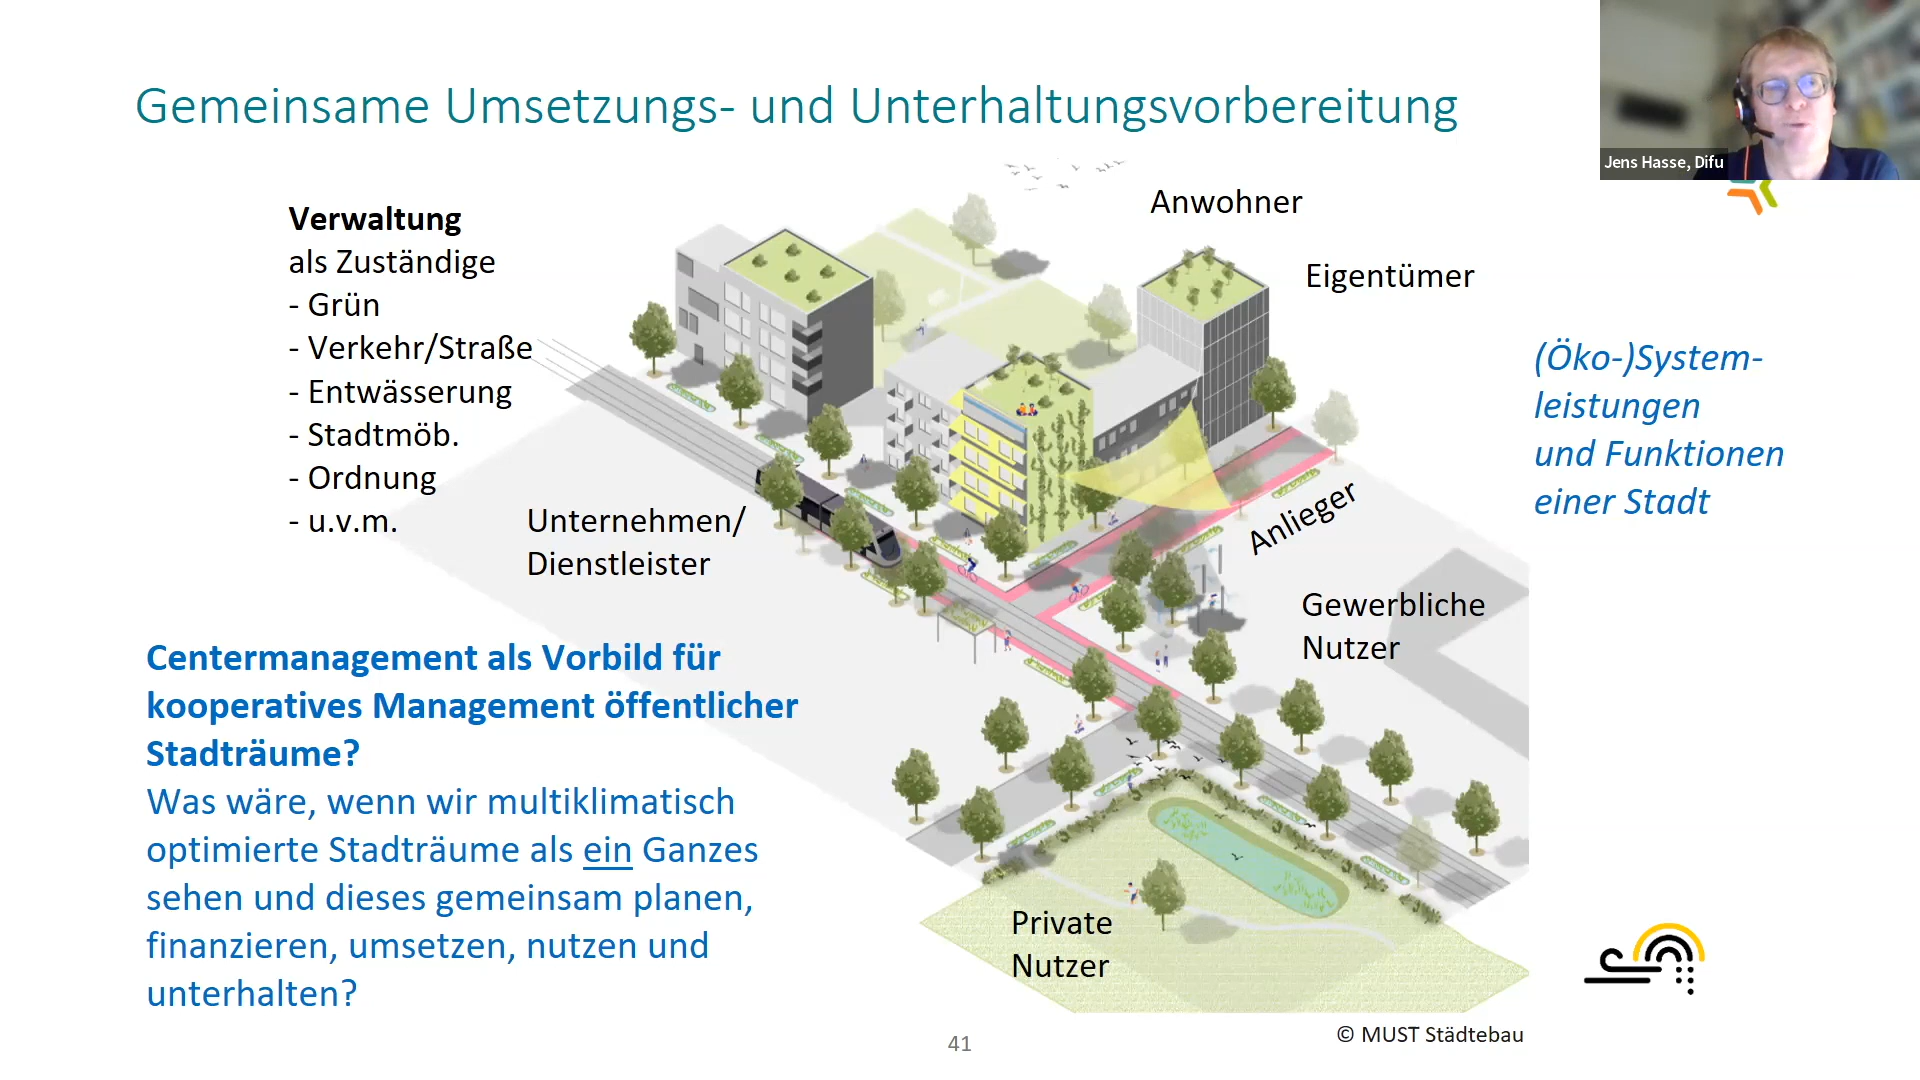 Gemeinsame Umsetzungs- und Unterhaltungsvorbereitung
Jens Hasse, Difu
Verwaltung
als Zuständige
- Grün
- Verkehr/Straße
- Entwässerung
- Stadtmöb.
- Ordnung
- u.v.m.
Unternehmen/
Dienstleister
Anwohner
Eigentümer
(Öko-)System-
leistungen
und Funktionen
einer Stadt
Anlieger
Gewerbliche
Nutzer
Centermanagement als Vorbild für
kooperatives Management öffentlicher
Stadträume?
Was wäre, wenn wir multiklimatisch
optimierte Stadträume als ein Ganzes
sehen und dieses gemeinsam planen,
finanzieren, umsetzen, nutzen und
unterhalten?
Private
Nutzer
© MUST Städtebau
41